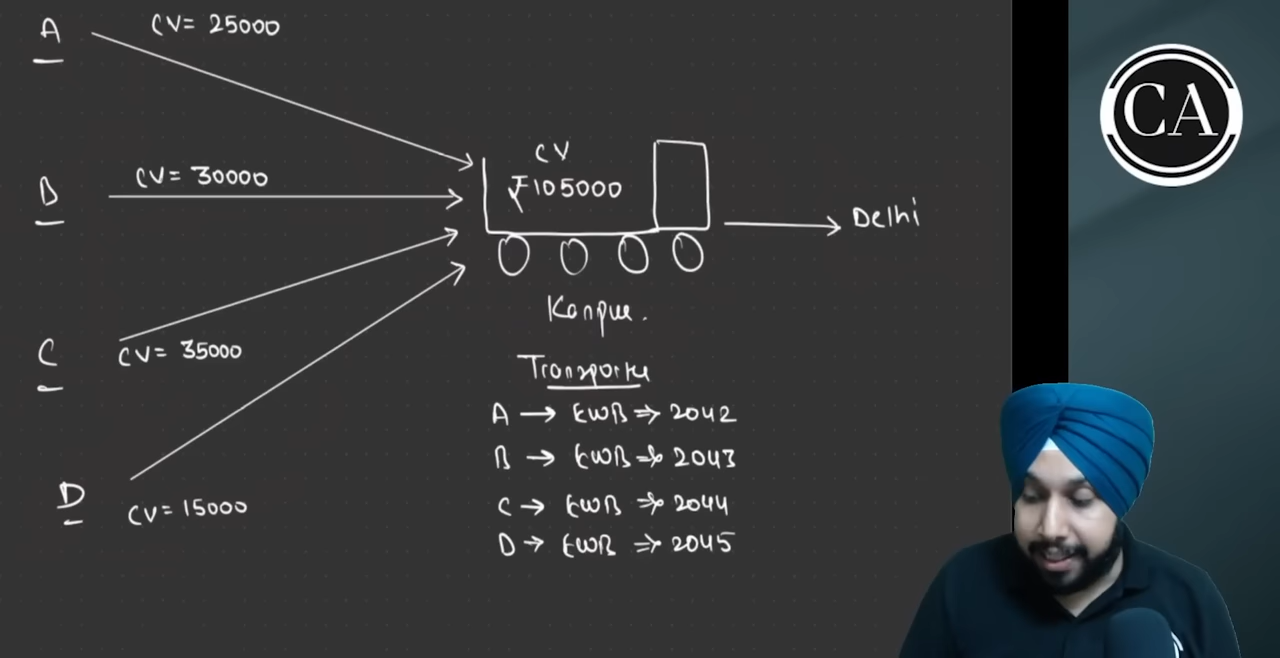 A
CV = 25000
B
CV = 30000
C
CV = 35000
D
CV = 15000
CV
₹105000
Delhi
Kanpur.
Transporter
A → EWB ⇒ 2042
B → EWB ⇒ 2043
C → EWB ⇒ 2044
D → EWB ⇒ 2045
CA